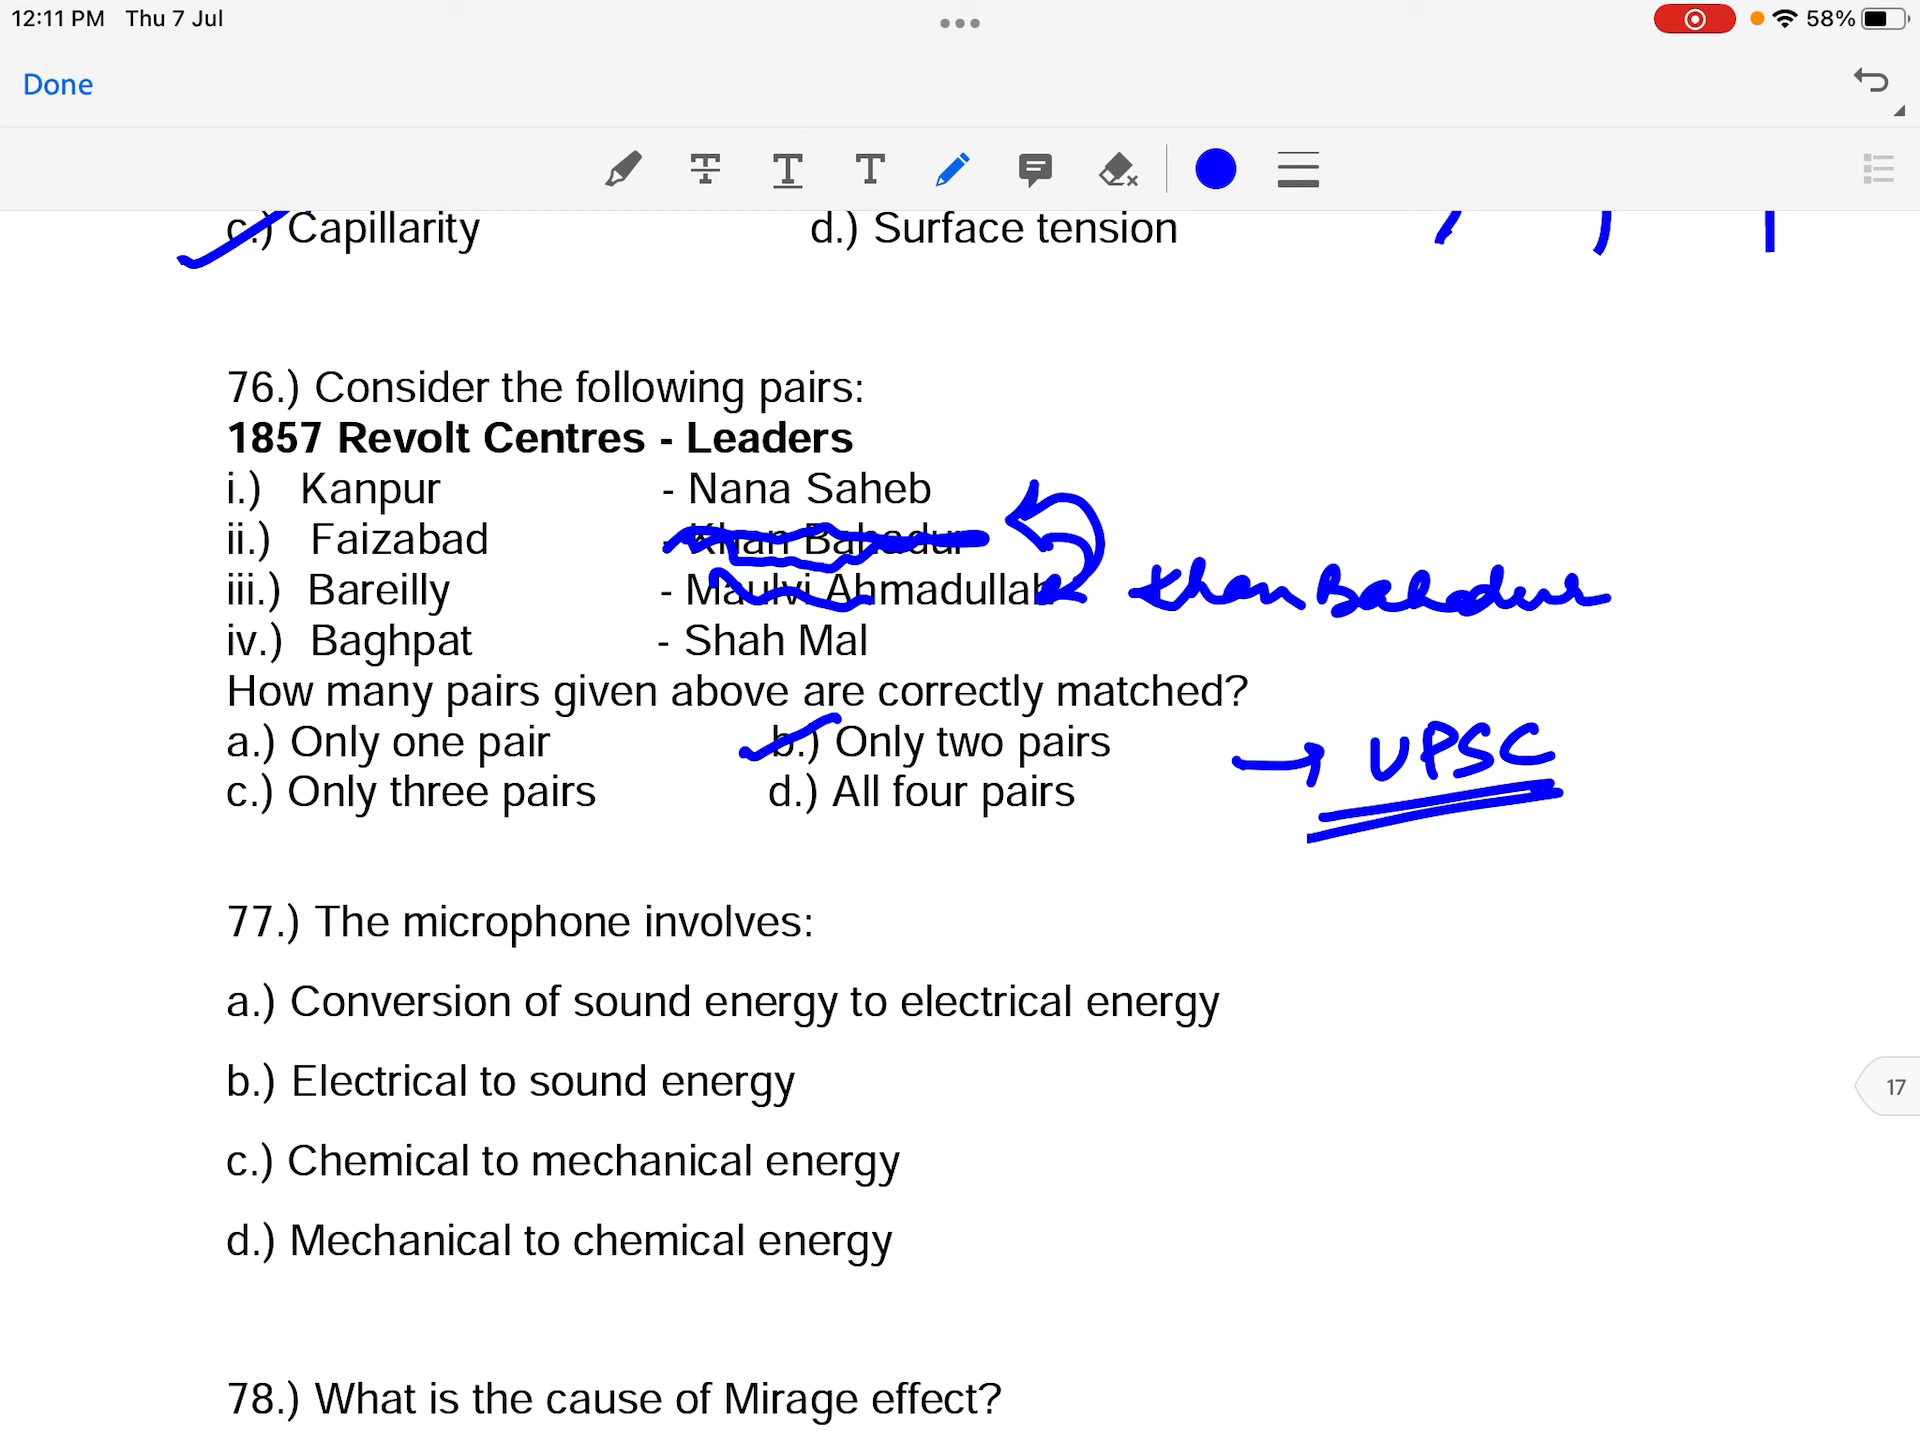 12:11 PM Thu 7 Jul
58%
Done
c.) Capillarity d.) Surface tension
76.) Consider the following pairs:
1857 Revolt Centres - Leaders
i.) Kanpur - Nana Saheb
ii.) Faizabad - Khan Bahadur
iii.) Bareilly - Maulvi Ahmadullah Khan Bahadur
iv.) Baghpat - Shah Mal
How many pairs given above are correctly matched?
a.) Only one pair b.) Only two pairs → UPSC
c.) Only three pairs d.) All four pairs
77.) The microphone involves:
a.) Conversion of sound energy to electrical energy
b.) Electrical to sound energy
17
c.) Chemical to mechanical energy
d.) Mechanical to chemical energy
78.) What is the cause of Mirage effect?